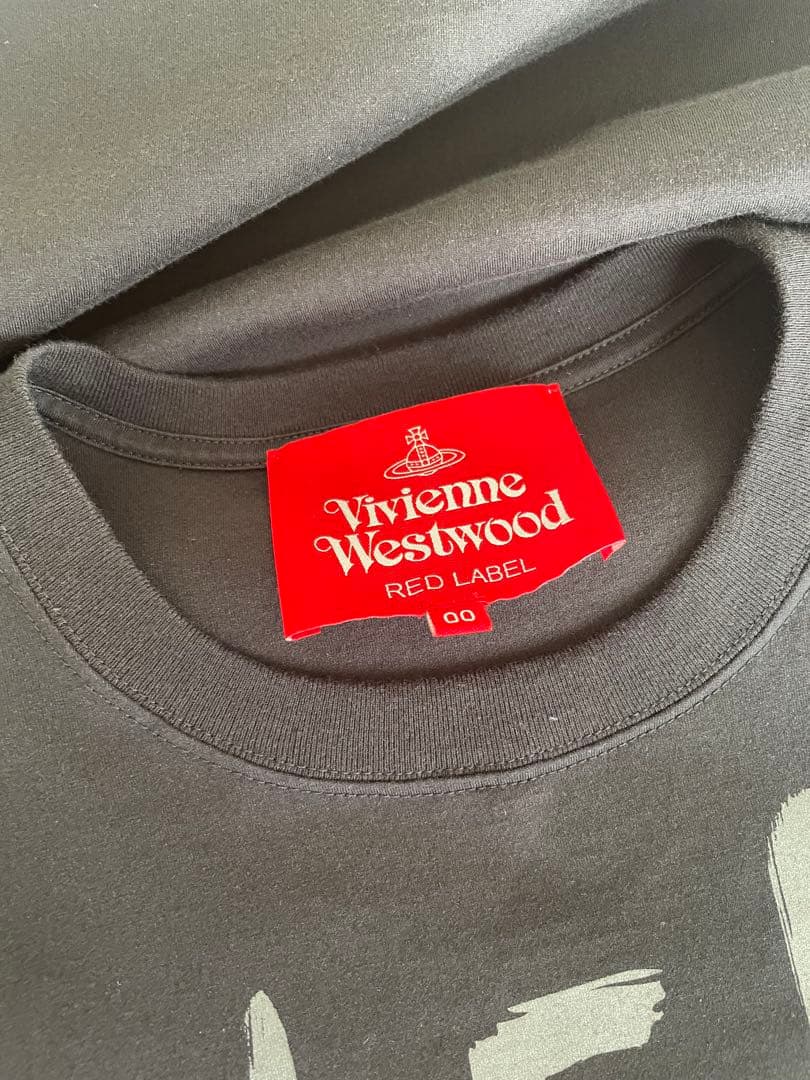 Vivienne
Westwood
RED LABEL
00